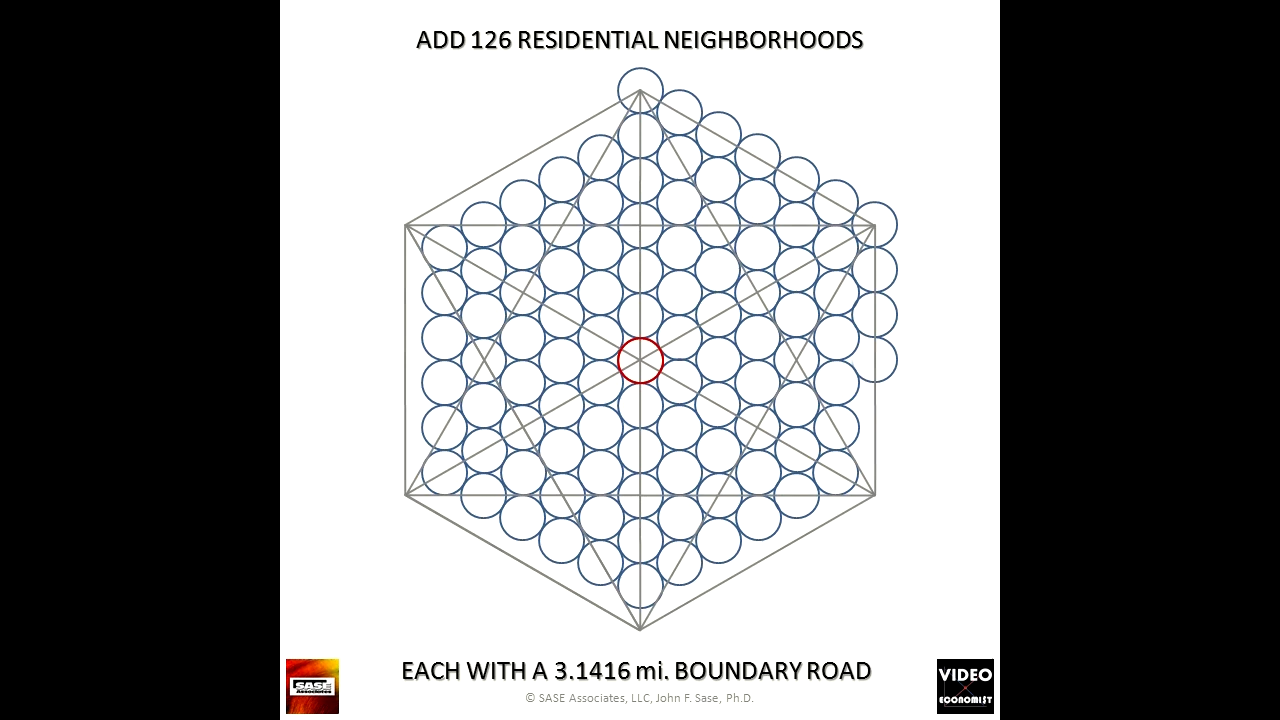 ADD 126 RESIDENTIAL NEIGHBORHOODS
EACH WITH A 3.1416 mi. BOUNDARY ROAD
© SASE Associates, LLC, John F. Sase, Ph.D.
SASE
Associates
VIDEO
ECONOMIST